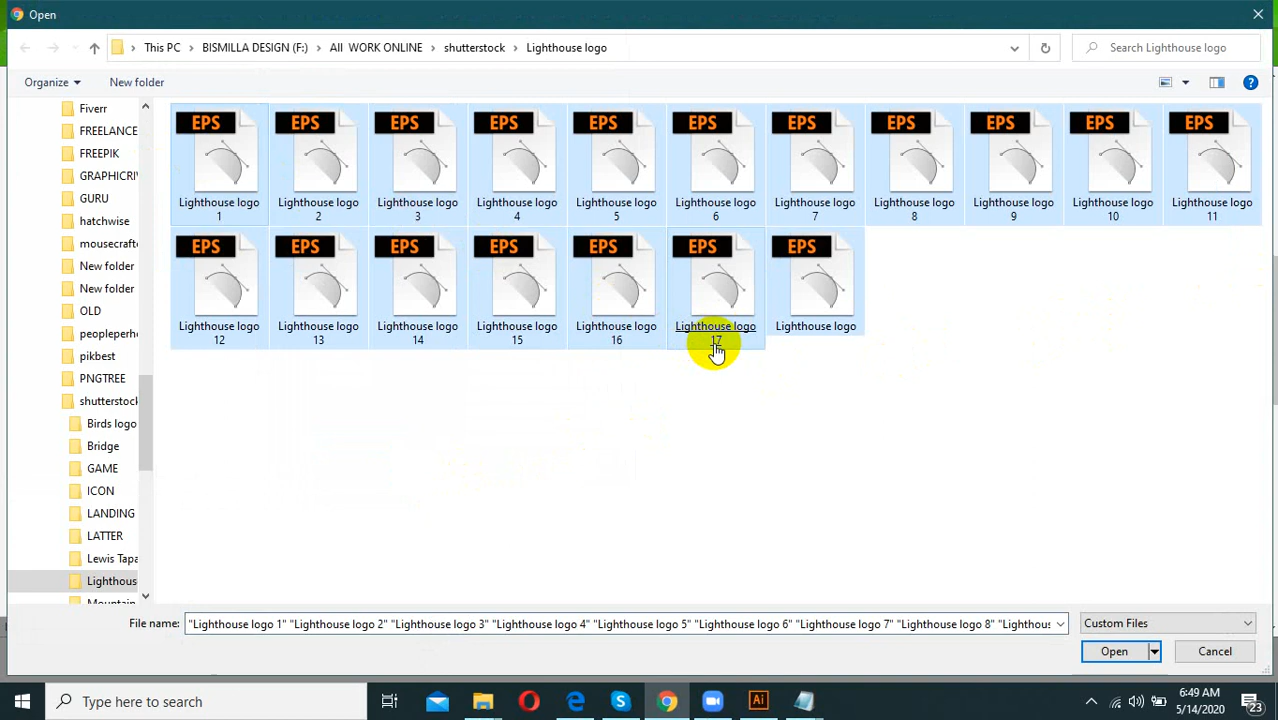 Open
This PC > BISMILLA DESIGN (F:) > All WORK ONLINE > shutterstock > Lighthouse logo
Search Lighthouse logo
Organize
New folder
Fiverr
FREELANCE
FREEPIK
GRAPHICRI
GURU
hatchwise
mousecrafte
New folder
New folder
OLD
peopleperhe
pikbest
PNGTREE
shutterstock
Birds logo
Bridge
GAME
ICON
LANDING
LATTER
Lewis Tapa
Lighthous
Mountain
EPS EPS EPS EPS EPS EPS EPS EPS EPS EPS EPS
Lighthouse logo Lighthouse logo Lighthouse logo Lighthouse logo Lighthouse logo Lighthouse logo Lighthouse logo Lighthouse logo Lighthouse logo Lighthouse logo Lighthouse logo
1 2 3 4 5 6 7 8 9 10 11
EPS EPS EPS EPS EPS EPS EPS
Lighthouse logo Lighthouse logo Lighthouse logo Lighthouse logo Lighthouse logo Lighthouse logo Lighthouse logo
12 13 14 15 16 17
File name: "Lighthouse logo 1" "Lighthouse logo 2" "Lighthouse logo 3" "Lighthouse logo 4" "Lighthouse logo 5" "Lighthouse logo 6" "Lighthouse logo 7" "Lighthouse logo 8" "Lighthous
Custom Files
Open
Cancel
Type here to search
Ai
6:49 AM
5/14/2020
23